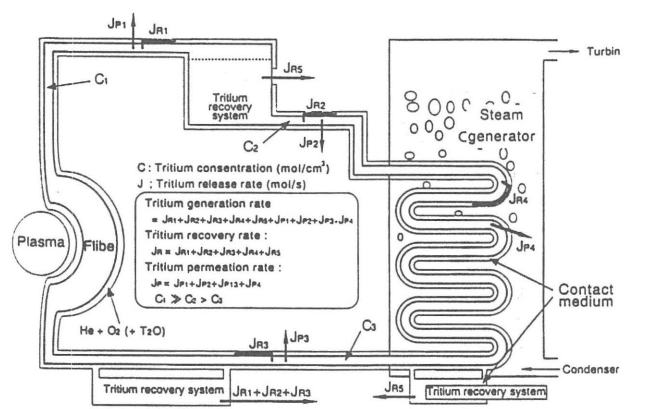 JP1
JR1
Turbin
C1
JR5
Tritium
recovery
system
JR2
C2
JP2
Steam
generator
C : Tritium consentration (mol/cm³)
J ; Tritium release rate (mol/s)
JR4
Tritium generation rate
= JR1+JR2+JR3+JR4+JR5+JP1+JP2+JP3+JP4
Tritium recovery rate :
JR = JR1+JR2+JR3+JR4+JR5
Tritium permeation rate :
JP = JP1+JP2+JP13+JP4
C1 ≫ C2 > C3
JP4
Plasma
Flibe
Contact
medium
He + O2 (+ T2O)
JR3
JP3
C3
Condenser
Tritium recovery system
JR1+JR2+JR3
JR5
Tritium recovery system